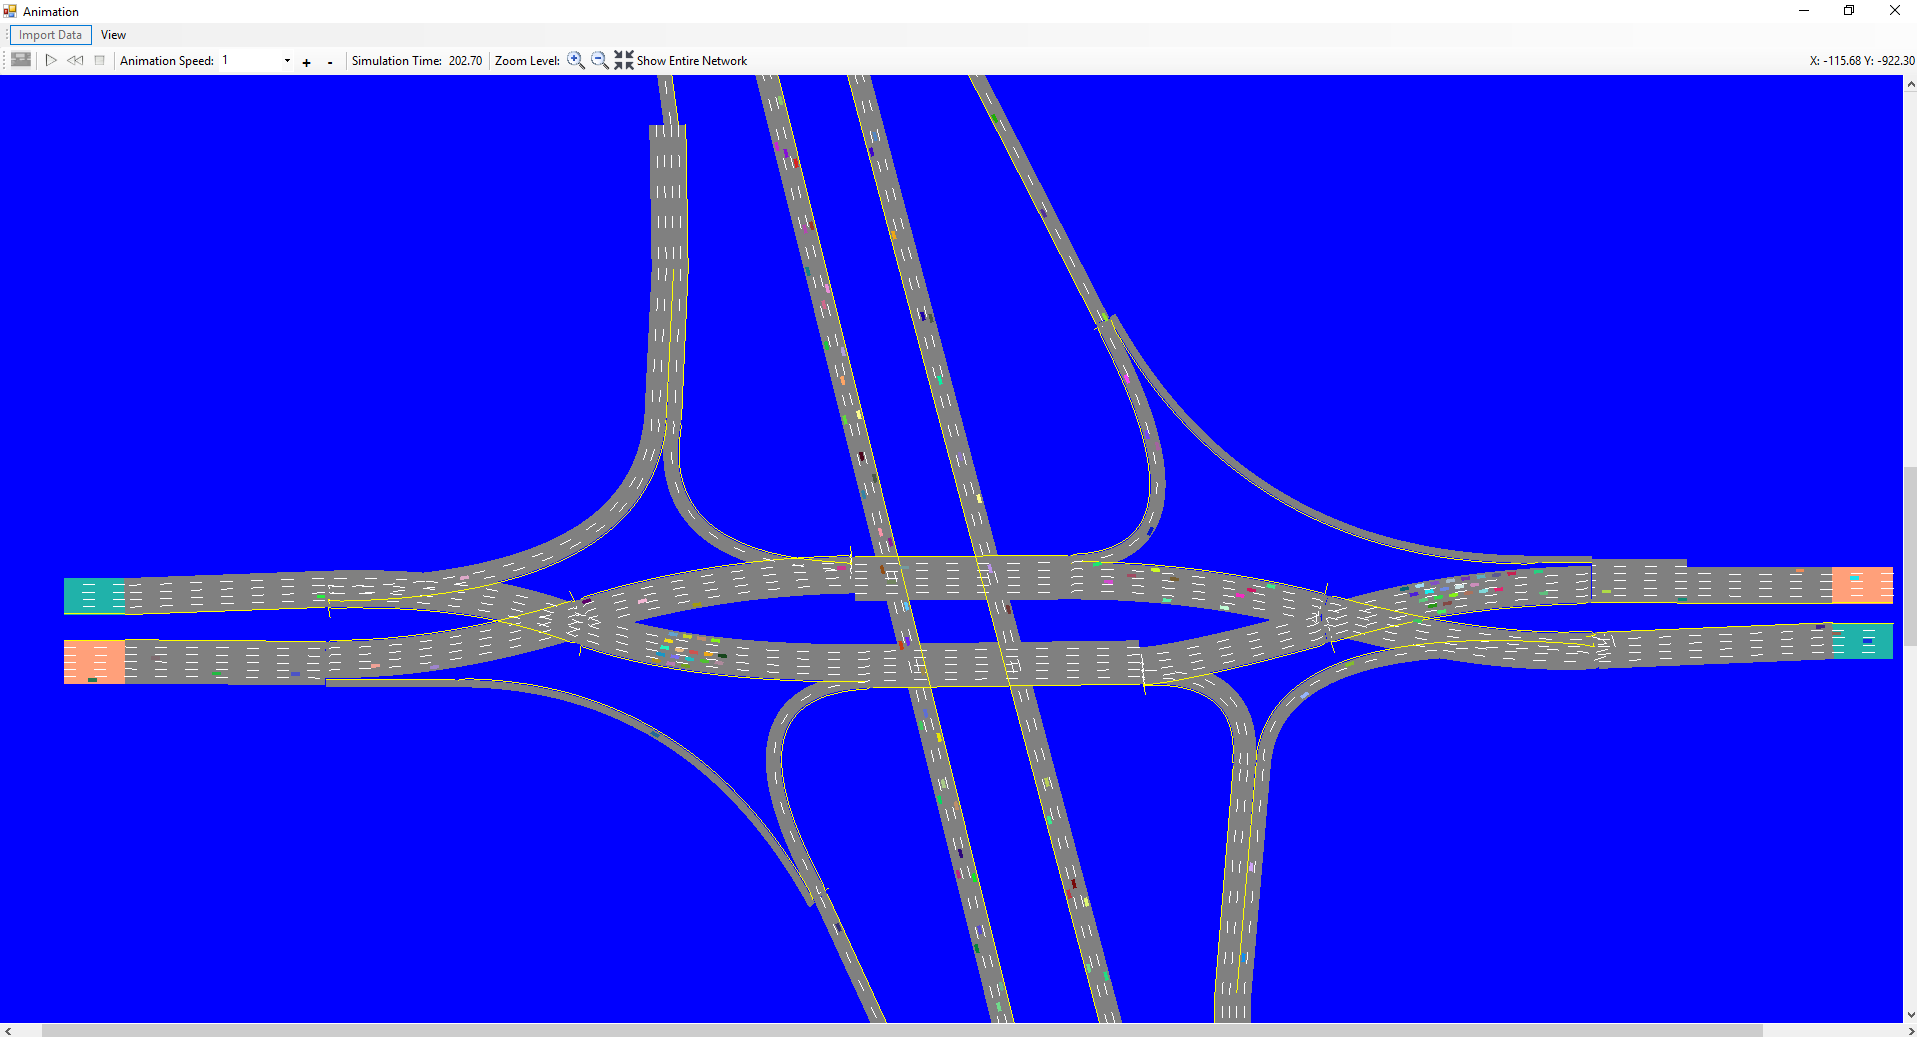 Animation
Import Data View
Animation Speed: 1 + - Simulation Time: 202.70 Zoom Level: Show Entire Network X: -115.68 Y: -922.30